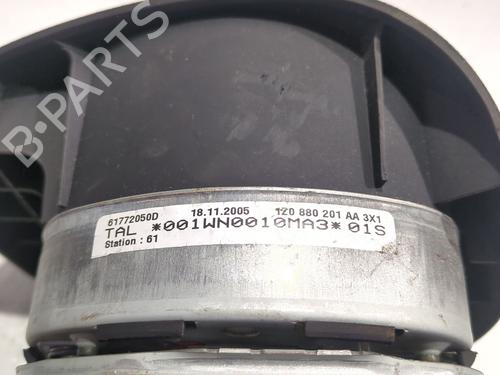 B-PARTS
61772050D 18.11.2005 1Z0 880 201 AA 3X1
TAL *001WN0010MA3* 01S
Station : 61